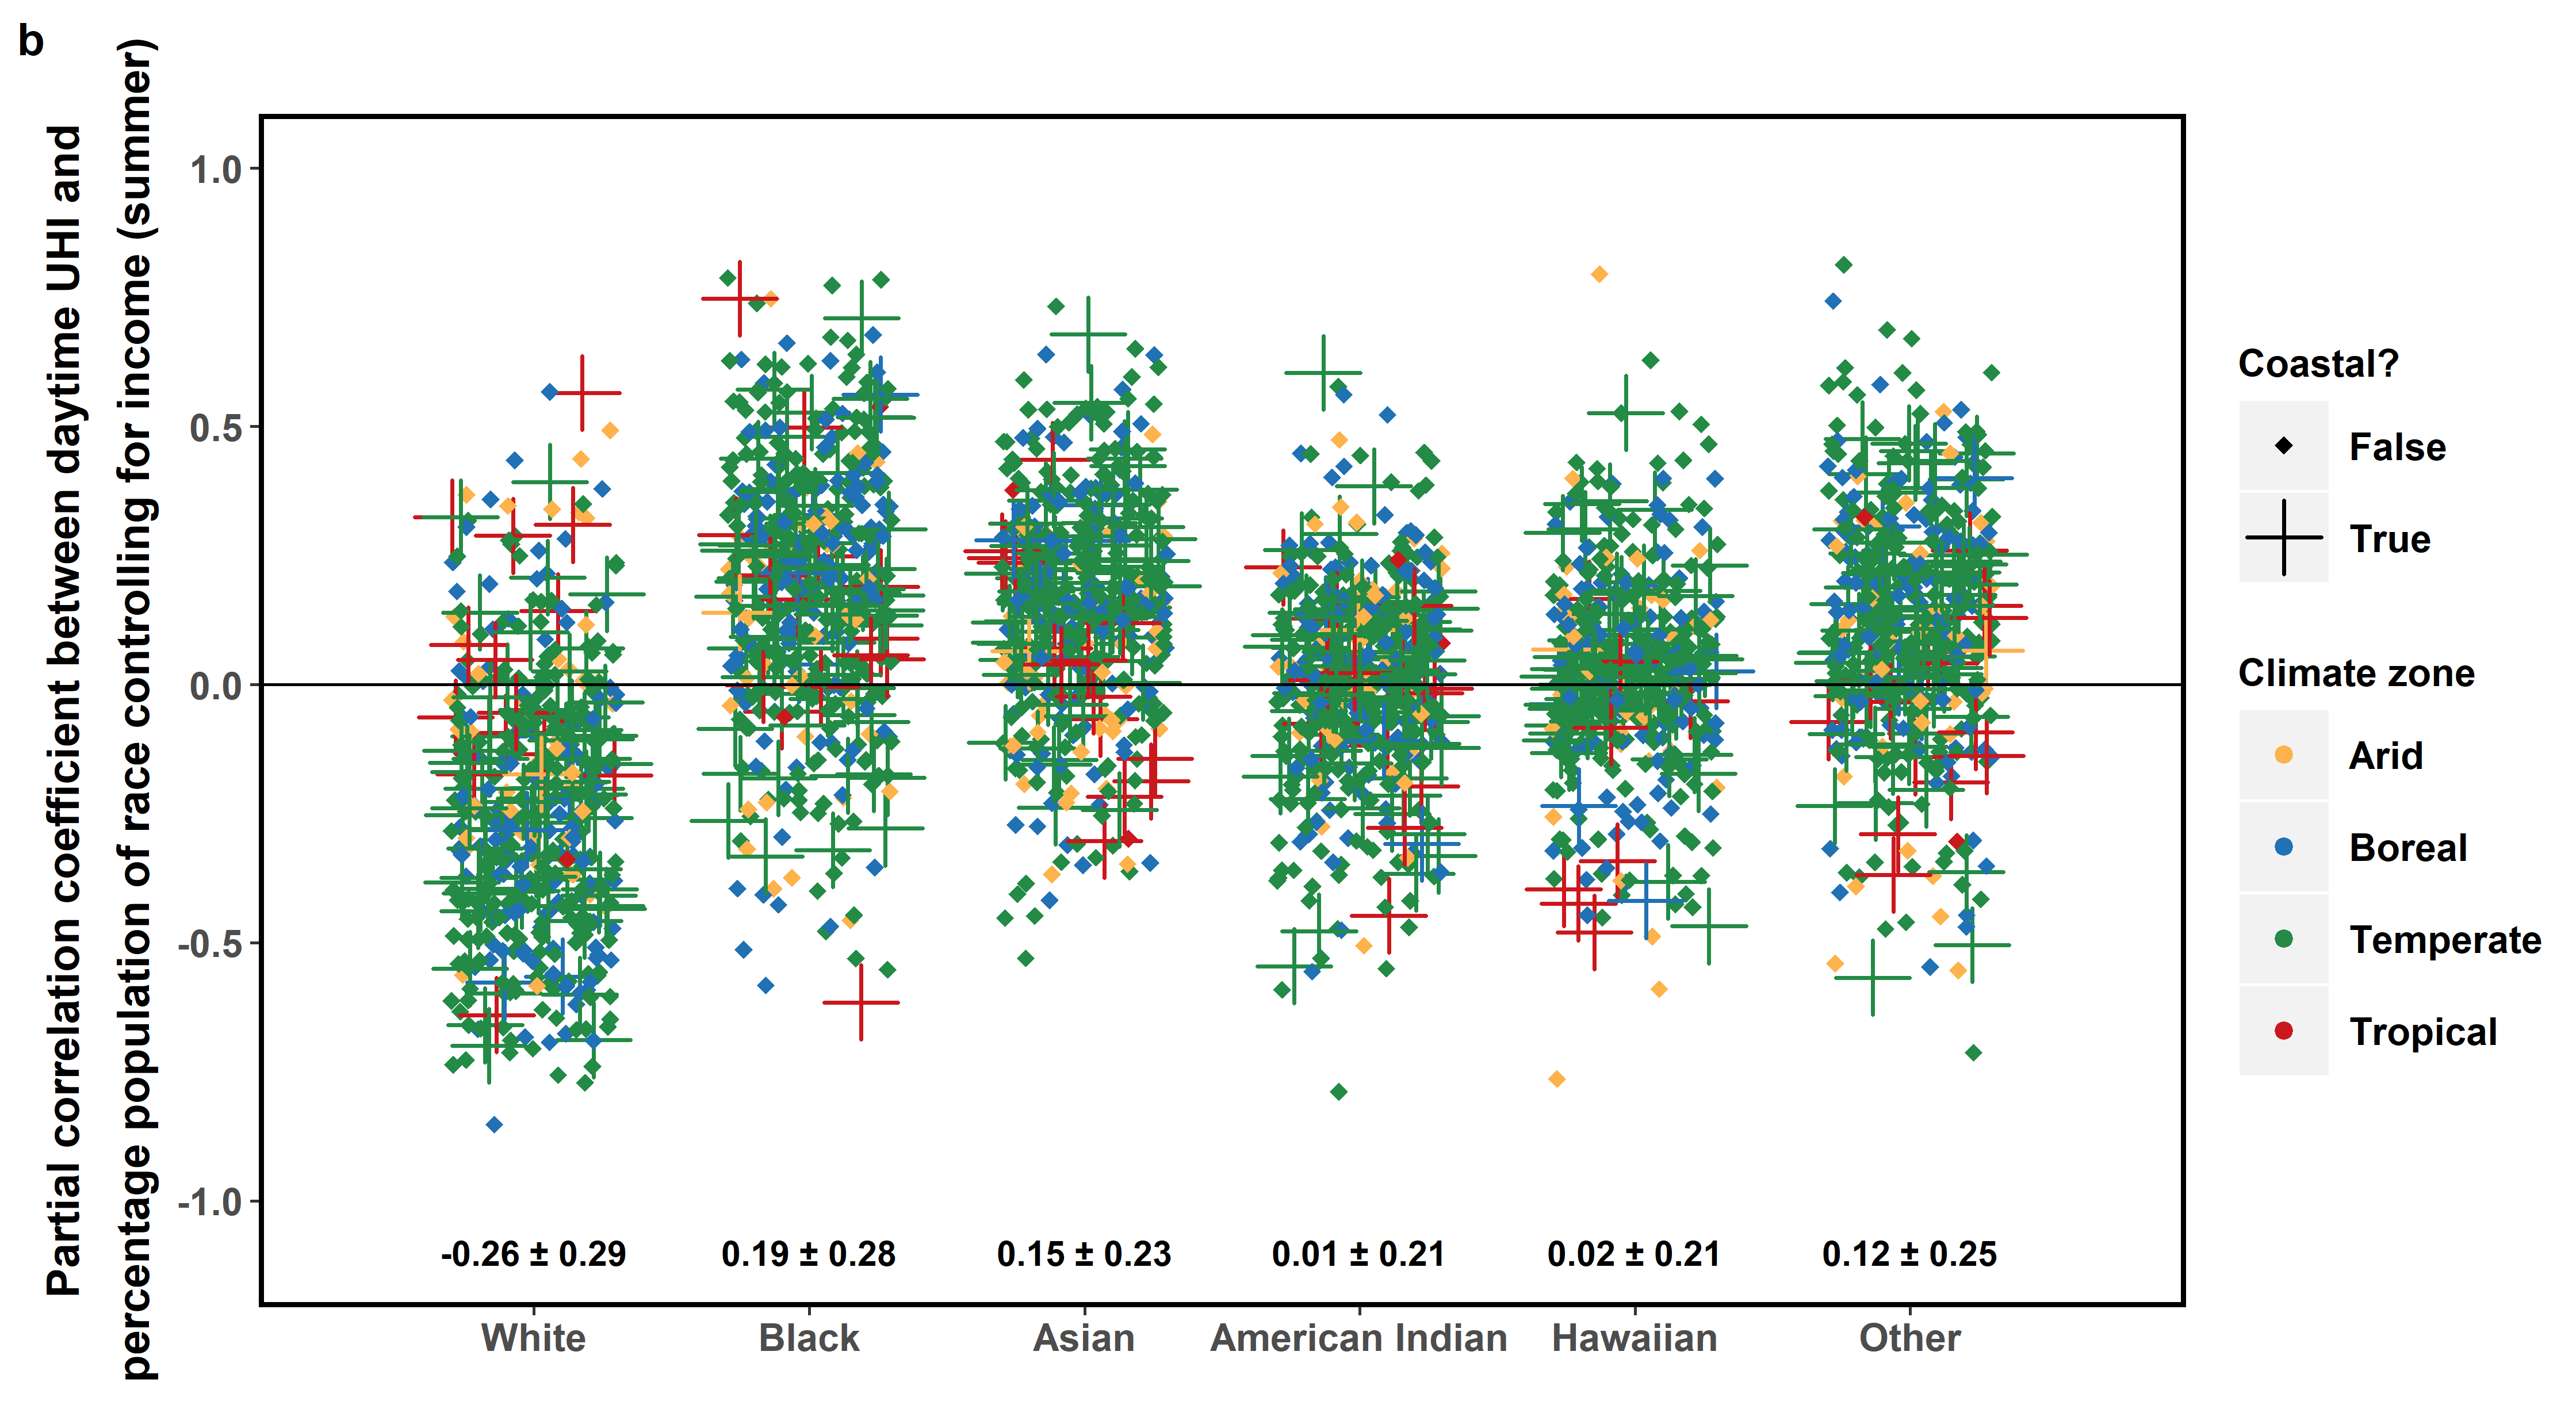 b
Partial correlation coefficient between daytime UHI and
percentage population of race controlling for income (summer)
1.0
0.5
0.0
-0.5
-1.0
-0.26 ± 0.29
0.19 ± 0.28
0.15 ± 0.23
0.01 ± 0.21
0.02 ± 0.21
0.12 ± 0.25
White
Black
Asian
American Indian
Hawaiian
Other
Coastal?
False
True
Climate zone
Arid
Boreal
Temperate
Tropical